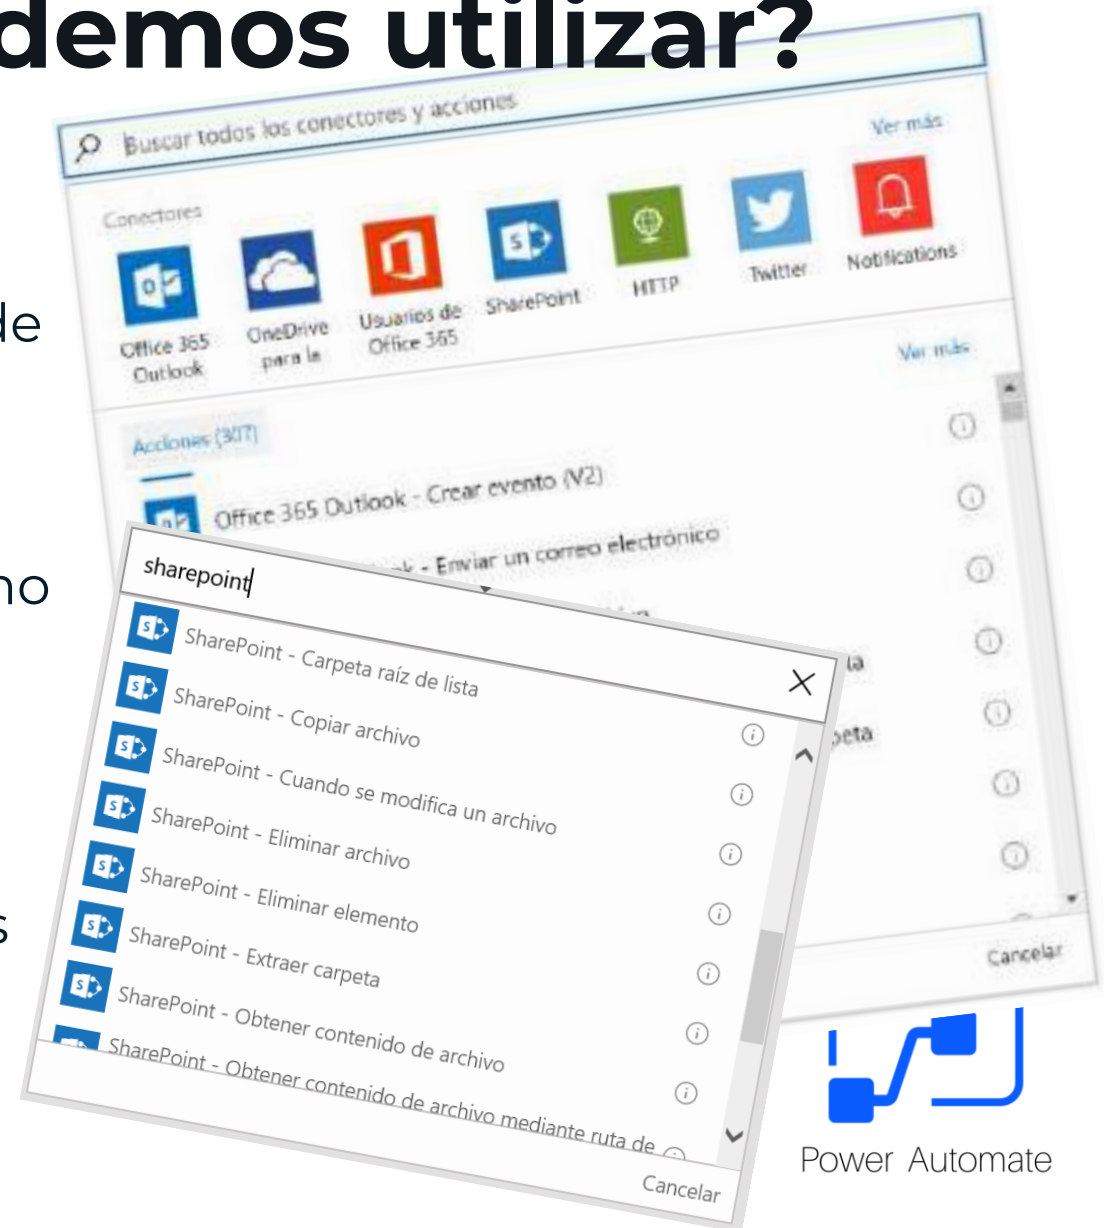 demos utilizar?
Buscar todos los conectores y acciones
Ver más
Conectores
Office 365
Outlook
OneDrive
para la
Usuarios de
Office 365
SharePoint
HTTP
Twitter
Notifications
de
Ver más
Acciones (307)
Office 365 Outlook - Crear evento (V2)
k - Enviar un correo electrónico
no
la
peta
s
Cancelar
sharepoint
SharePoint - Carpeta raíz de lista
SharePoint - Copiar archivo
SharePoint - Cuando se modifica un archivo
SharePoint - Eliminar archivo
SharePoint - Eliminar elemento
SharePoint - Extraer carpeta
SharePoint - Obtener contenido de archivo
SharePoint - Obtener contenido de archivo mediante ruta de
Cancelar
Power Automate